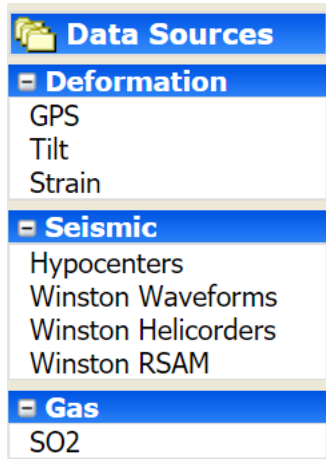 Data Sources
Deformation
GPS
Tilt
Strain
Seismic
Hypocenters
Winston Waveforms
Winston Helicorders
Winston RSAM
Gas
SO2